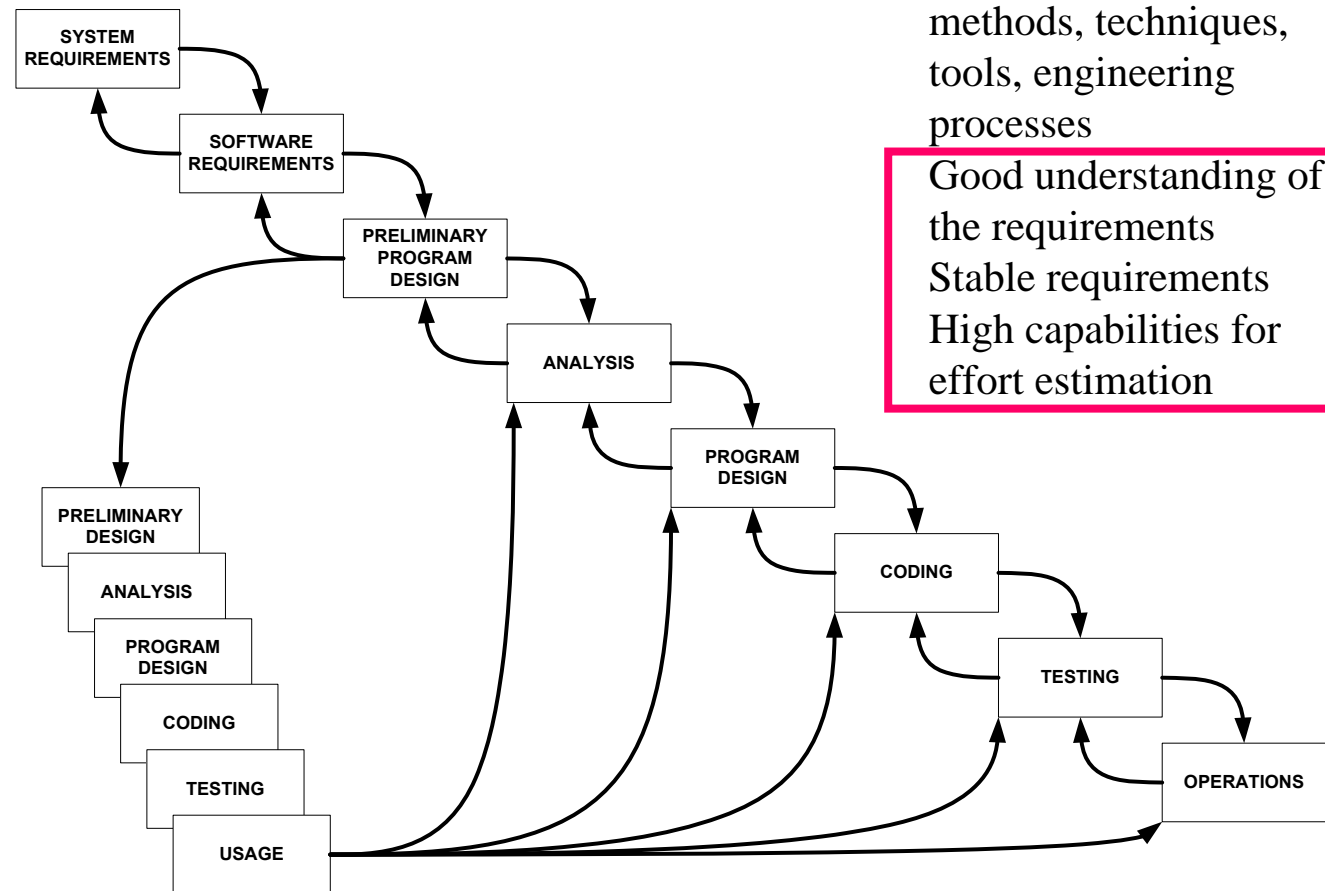 SYSTEM
REQUIREMENTS
SOFTWARE
REQUIREMENTS
PRELIMINARY
PROGRAM
DESIGN
ANALYSIS
PROGRAM
DESIGN
CODING
TESTING
OPERATIONS
PRELIMINARY
DESIGN
ANALYSIS
PROGRAM
DESIGN
CODING
TESTING
USAGE
methods, techniques,
tools, engineering
processes
Good understanding of
the requirements
Stable requirements
High capabilities for
effort estimation